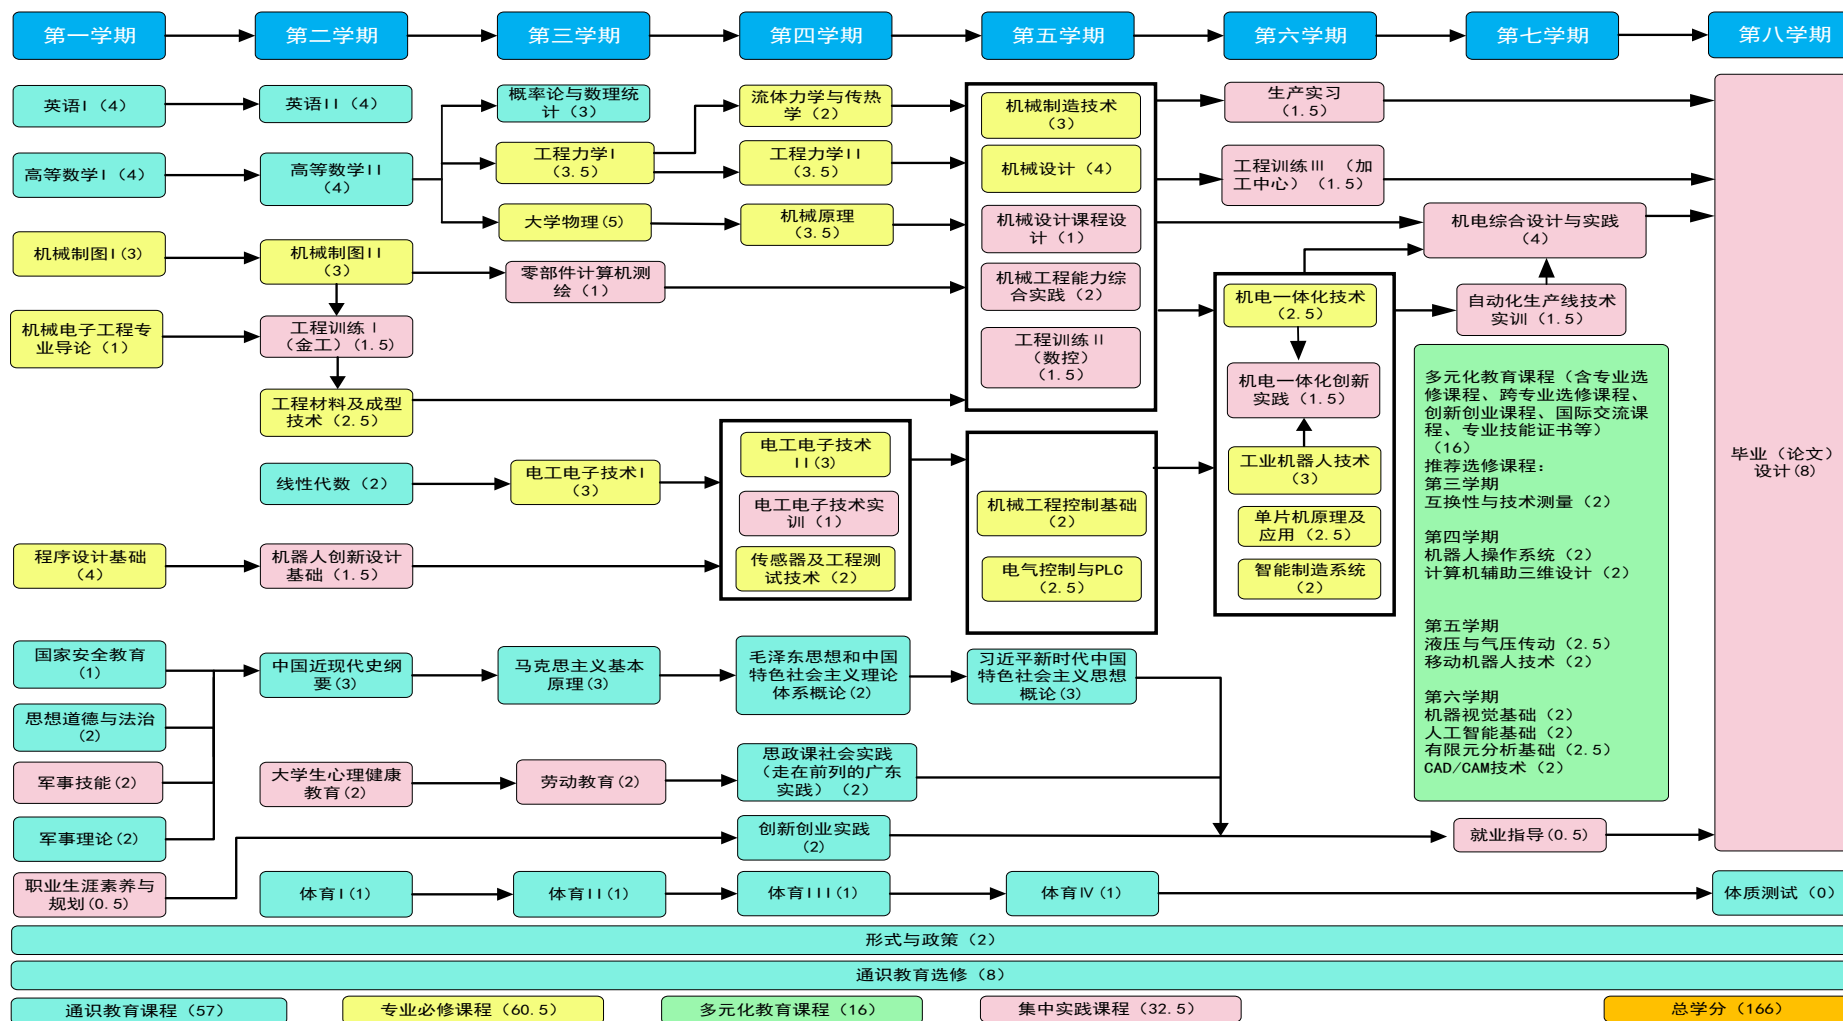 第一学期
第二学期
第三学期
第四学期
第五学期
第六学期
第七学期
第八学期
英语I（4）
英语II（4）
概率论与数理统
计（3）
流体力学与传热
学（2）
机械制造技术
（3）
生产实习
（1.5）
高等数学I（4）
高等数学II
（4）
工程力学I
（3.5）
工程力学II
（3.5）
机械设计（4）
工程训练Ⅲ （加
工中心）（1.5）
大学物理(5)
机械原理
（3.5）
机械设计课程设
计（1）
机电综合设计与实践
（4）
机械制图I(3)
机械制图II
（3）
零部件计算机测
绘（1）
机械工程能力综
合实践（2）
机电一体化技术
（2.5）
自动化生产线技术
实训（1.5）
机械电子工程专
业导论（1）
工程训练Ⅰ
（金工）(1.5)
工程训练Ⅱ
（数控）
（1.5）
机电一体化创新
实践（1.5）
工程材料及成型
技术（2.5）
电工电子技术
II(3)
工业机器人技术
（3）
线性代数（2）
电工电子技术I
（3）
电工电子技术实
训（1）
机械工程控制基础
（2）
单片机原理及
应用（2.5）
程序设计基础
（4）
机器人创新设计
基础（1.5）
传感器及工程测
试技术（2）
电气控制与PLC
（2.5）
智能制造系统
（2）
多元化教育课程（含专业选
修课程、跨专业选修课程、
创新创业课程、国际交流课
程、专业技能证书等）
（16）
推荐选修课程：
第三学期
互换性与技术测量（2）
第四学期
机器人操作系统（2）
计算机辅助三维设计（2）
第五学期
液压与气压传动（2.5）
移动机器人技术（2）
第六学期
机器视觉基础（2）
人工智能基础（2）
有限元分析基础（2.5）
CAD/CAM技术（2）
毕业（论文）
设计(8)
国家安全教育
(1)
中国近现代史纲
要(3)
马克思主义基本
原理(3)
毛泽东思想和中国
特色社会主义理论
体系概论(2)
习近平新时代中国
特色社会主义思想
概论(3)
思想道德与法治
(2)
军事技能(2)
大学生心理健康
教育(2)
劳动教育(2)
思政课社会实践
（走在前列的广东
实践）（2）
军事理论(2)
创新创业实践
(2)
就业指导(0.5)
职业生涯素养与
规划(0.5)
体育I(1)
体育II(1)
体育III(1)
体育Ⅳ(1)
体质测试（0）
形式与政策（2）
通识教育选修（8）
通识教育课程（57）
专业必修课程（60.5）
多元化教育课程（16）
集中实践课程（32.5）
总学分（166）